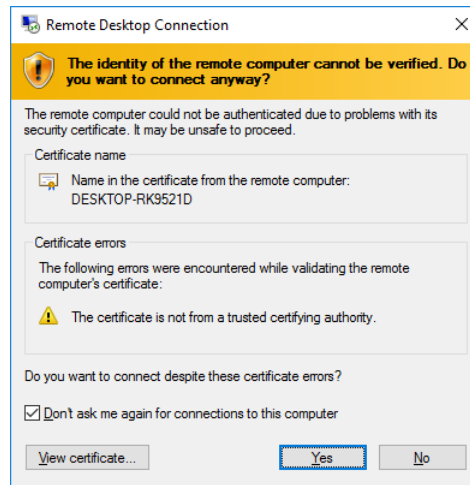 Remote Desktop Connection
The identity of the remote computer cannot be verified. Do
you want to connect anyway?
The remote computer could not be authenticated due to problems with its
security certificate. It may be unsafe to proceed.
Certificate name
Name in the certificate from the remote computer:
DESKTOP-RK9521D
Certificate errors
The following errors were encountered while validating the remote
computer's certificate:
The certificate is not from a trusted certifying authority.
Do you want to connect despite these certificate errors?
Don't ask me again for connections to this computer
View certificate...
Yes
No